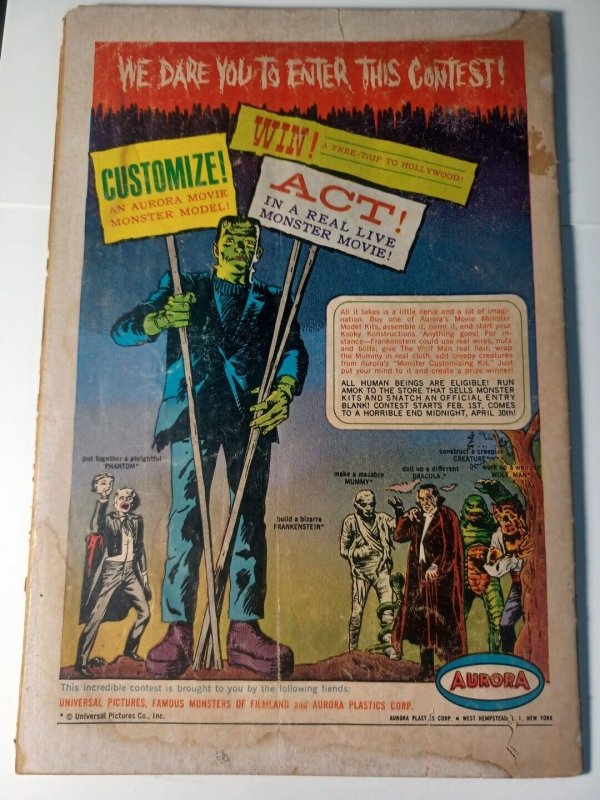 WE DARE YOU TO ENTER THIS CONTEST!
WIN! A FREE-TRIP TO HOLLYWOOD!
CUSTOMIZE!
AN AURORA MOVIE
MONSTER MODEL!
ACT!
IN A REAL LIVE
MONSTER MOVIE!
All it takes is a little nerve and a lot of imagi-
nation. Buy one of Aurora's Movie Monster
Model Kits, assemble it, paint it, and start your
Kooky Konstructions. Anything goes! For in-
stance—Frankenstein could use real wires, nuts
and bolts; give The Wolf Man real hair; wrap
the Mummy in real cloth; add creepy creatures
from Aurora's "Monster Customizing Kit." Just
put your mind to it and create a prize-winner!
ALL HUMAN BEINGS ARE ELIGIBLE! RUN
AMOK TO THE STORE THAT SELLS MONSTER
KITS AND SNATCH AN OFFICIAL ENTRY
BLANK! CONTEST STARTS FEB. 1ST, COMES
TO A HORRIBLE END MIDNIGHT, APRIL 30th!
put together a phrightful
PHANTOM*
build a bizarre
FRANKENSTEIN*
make a macabre
MUMMY*
doll up a different
DRACULA*
construct a creepier
CREATURE*
work up a weirder
WOLF MAN*
AURORA
This incredible contest is brought to you by the following fiends:
UNIVERSAL PICTURES, FAMOUS MONSTERS OF FILMLAND and AURORA PLASTICS CORP.
* © Universal Pictures Co., Inc.
AURORA PLAST S CORP. • WEST HEMPSTEAD L. I. NEW YORK